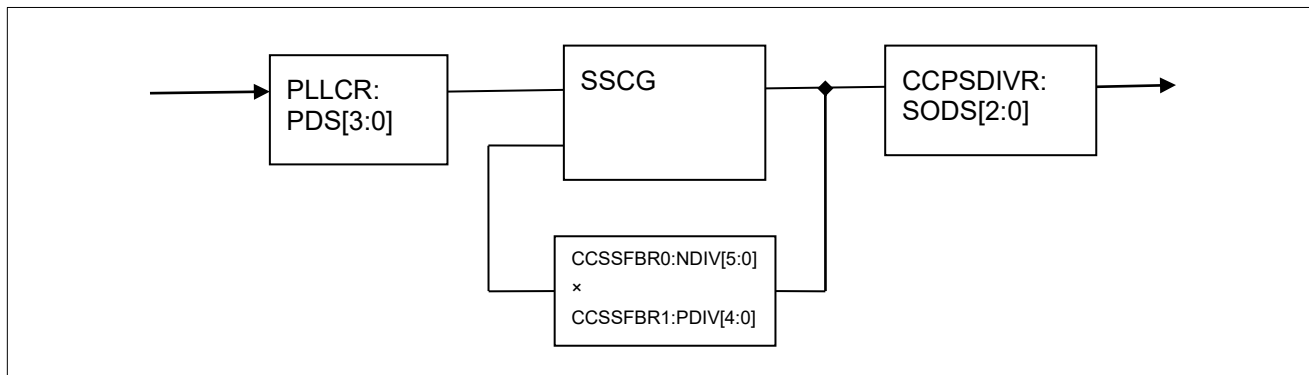 PLLCR:
PDS[3:0]
SSCG
CCPSDIVR:
SODS[2:0]
CCSSFBR0:NDIV[5:0]
×
CCSSFBR1:PDIV[4:0]